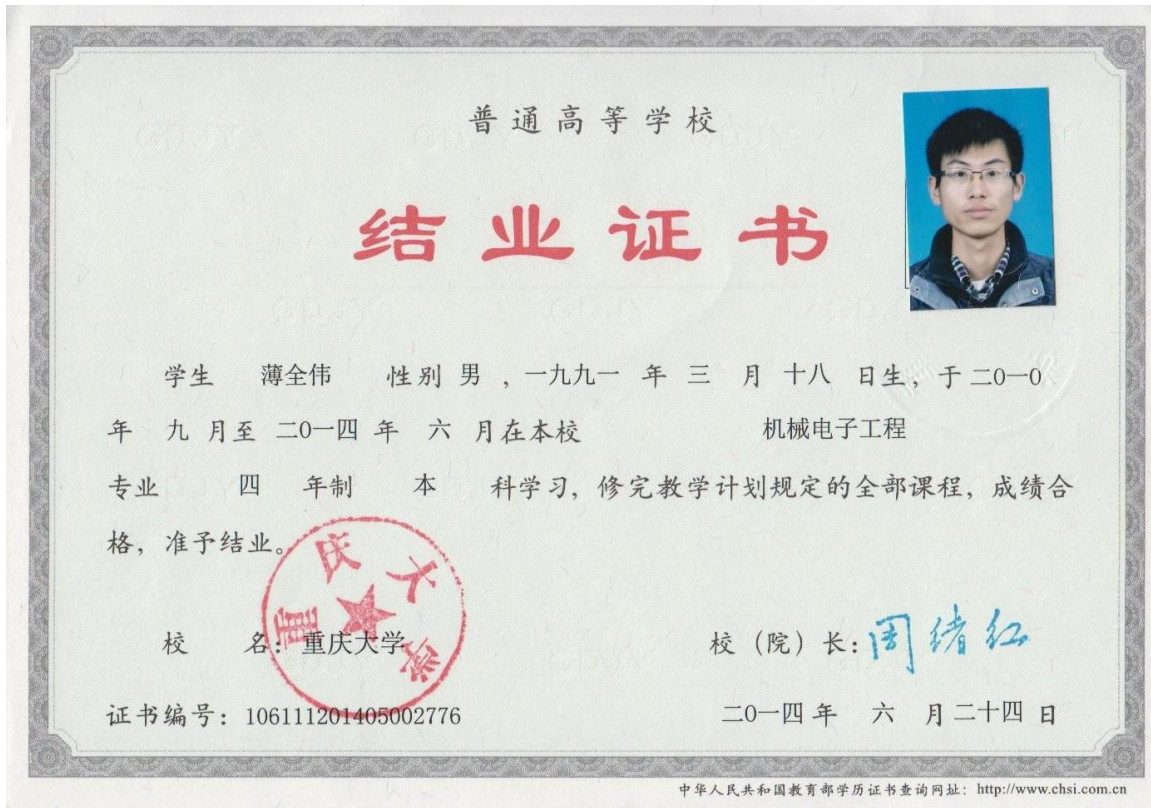 普通高等学校
结业证书
学生 薄全伟 性别 男 ，一九九一 年 三 月 十八 日生，于 二0一0
年 九 月至 二0一四 年 六 月在本校 机械电子工程
专业 四 年制 本 科学习，修完教学计划规定的全部课程，成绩合
格，准予结业。
重庆大学
校 名：重庆大学 校（院）长：周绪红
证书编号：106111201405002776 二0一四 年 六 月 二十四 日
中华人民共和国教育部学历证书查询网址：http://www.chsi.com.cn